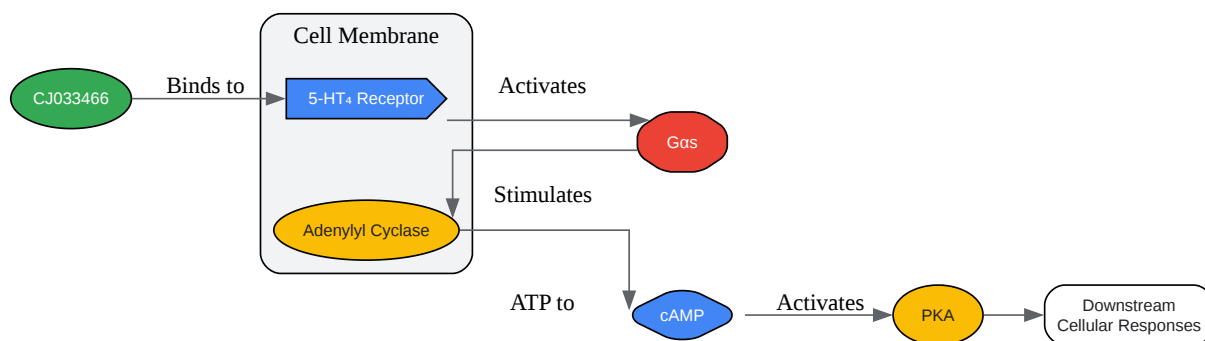 Cell Membrane
CJ033466
Binds to
5-HT₄ Receptor
Activates
Gαs
Stimulates
Adenylyl Cyclase
ATP to
cAMP
Activates
PKA
Downstream
Cellular Responses